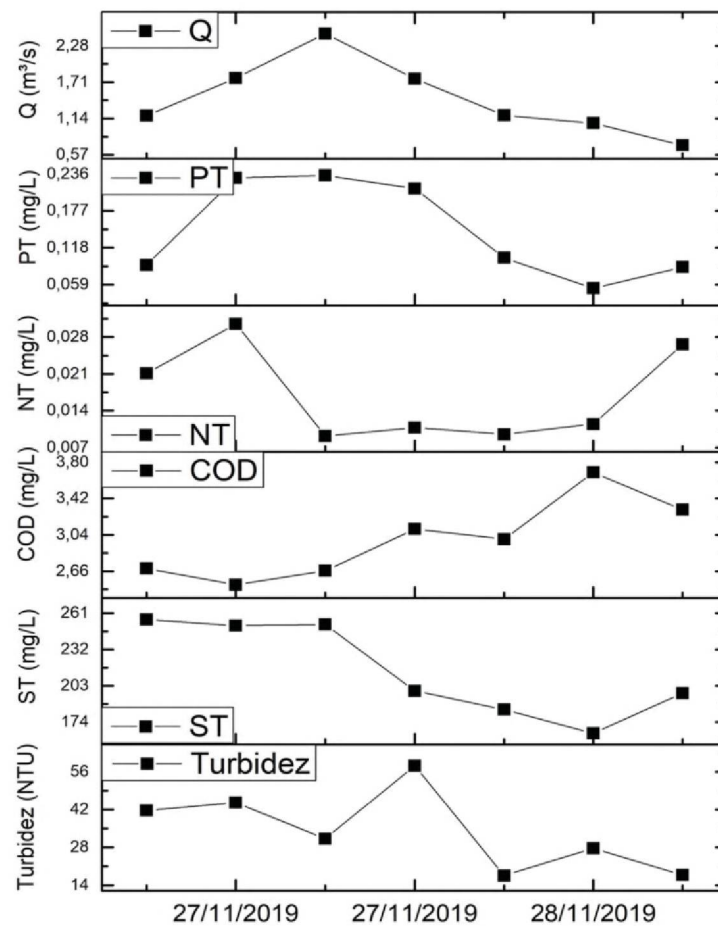 Q
Q (m³/s)
2,28
1,71
1,14
0,57
PT
PT (mg/L)
0,236
0,177
0,118
0,059
NT (mg/L)
0,028
0,021
0,014
0,007
NT
COD
COD (mg/L)
3,80
3,42
3,04
2,66
ST (mg/L)
261
232
203
174
ST
Turbidez
Turbidez (NTU)
56
42
28
14
27/11/2019 27/11/2019 28/11/2019